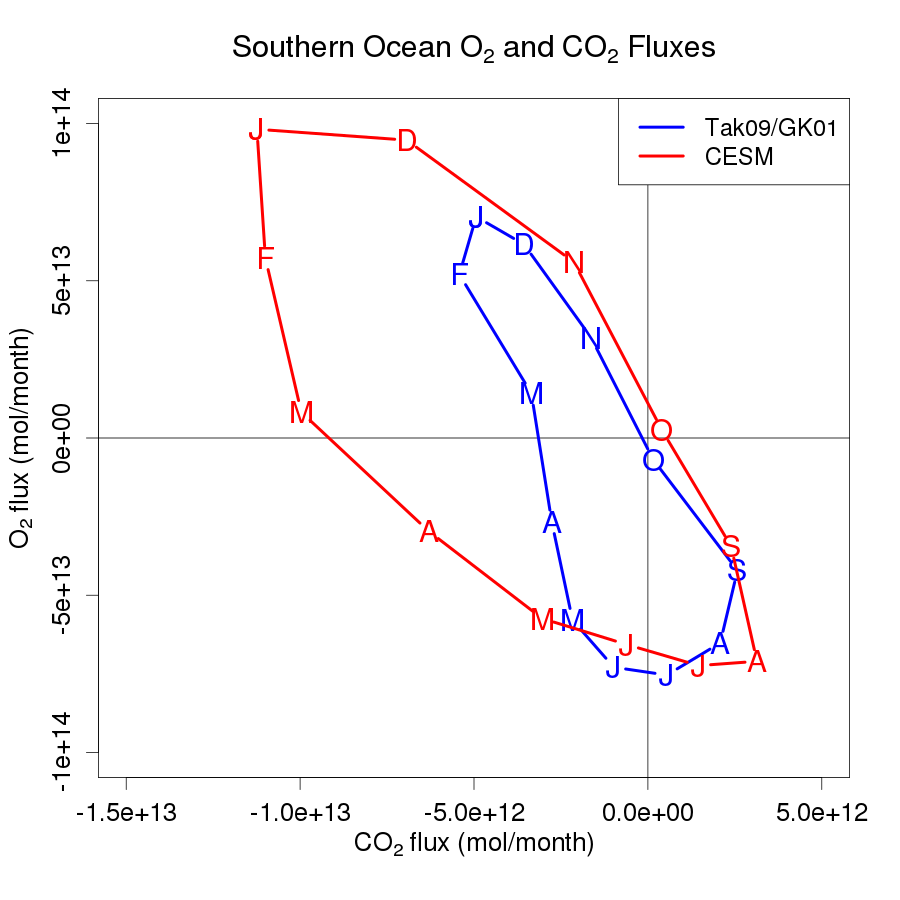 Southern Ocean O₂ and CO₂ Fluxes
Tak09/GK01
CESM
1e+14
5e+13
0e+00
-5e+13
-1e+14
O₂ flux (mol/month)
J
D
N
O
S
A
J
J
M
A
M
F
J
D
N
O
S
A
J
J
M
A
M
F
-1.5e+13
-1.0e+13
-5.0e+12
0.0e+00
5.0e+12
CO₂ flux (mol/month)